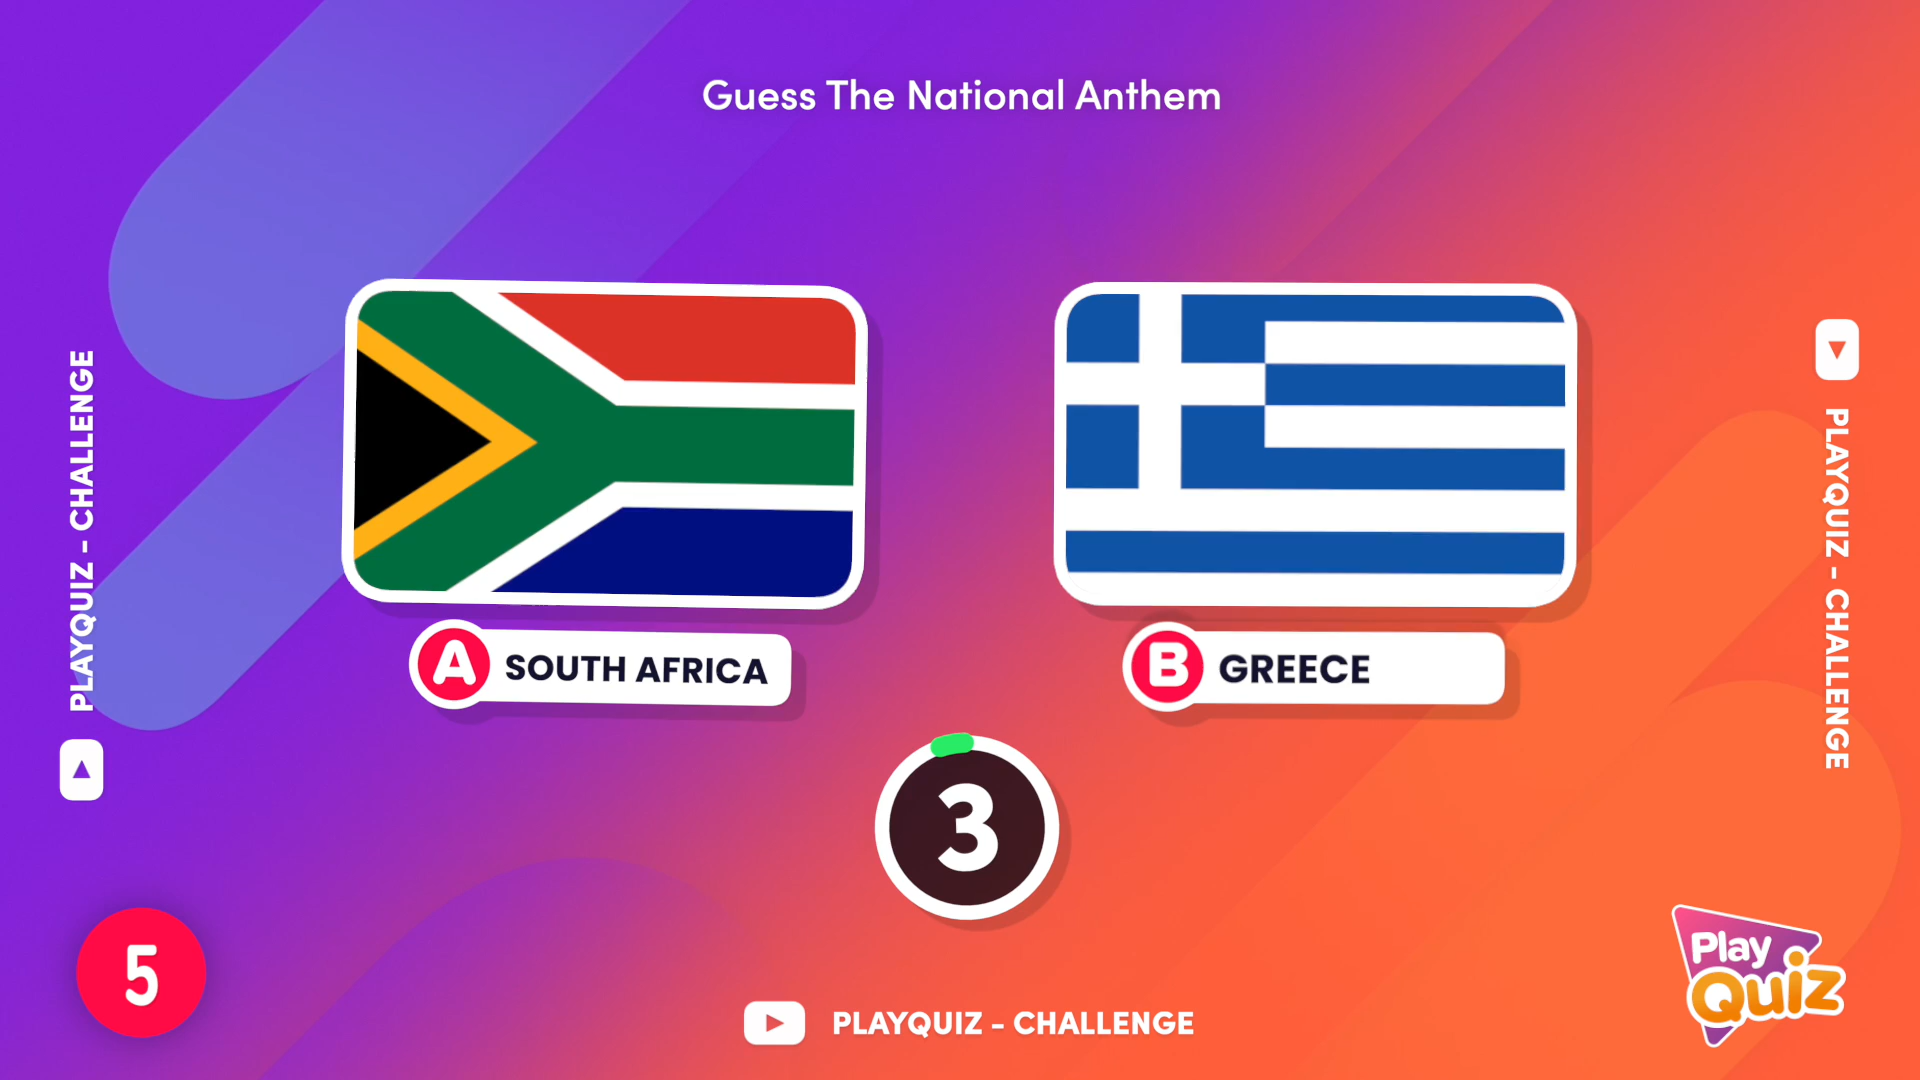 Guess The National Anthem
PLAYQUIZ - CHALLENGE
PLAYQUIZ - CHALLENGE
A SOUTH AFRICA
B GREECE
3
5
PLAYQUIZ - CHALLENGE
Play
Quiz